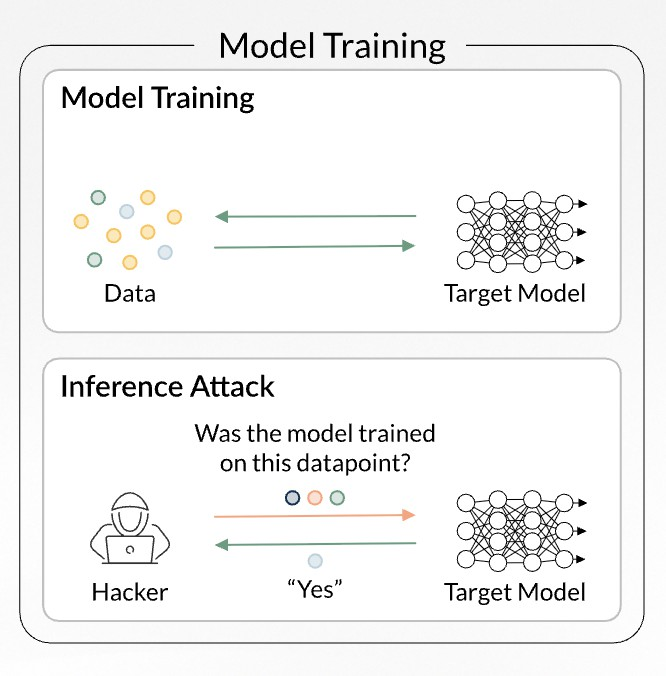 Model Training
Model Training
Data
Target Model
Inference Attack
Was the model trained
on this datapoint?
Hacker
“Yes”
Target Model